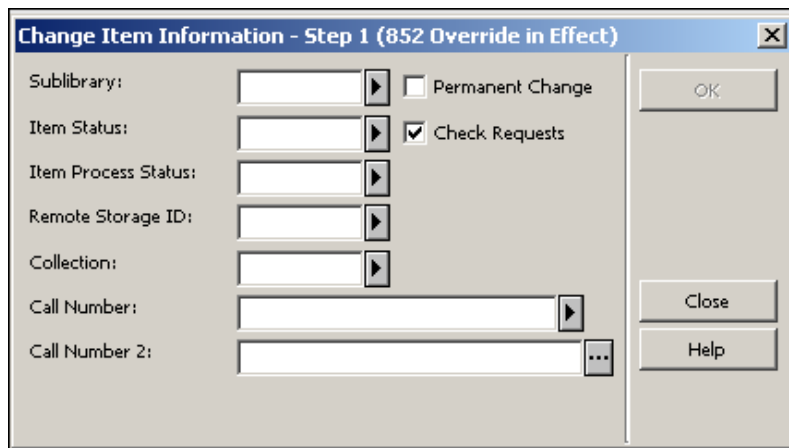 Change Item Information - Step 1 (852 Override in Effect)
Sublibrary:
Permanent Change
OK
Item Status:
Check Requests
Item Process Status:
Remote Storage ID:
Collection:
Call Number:
Close
Call Number 2:
Help